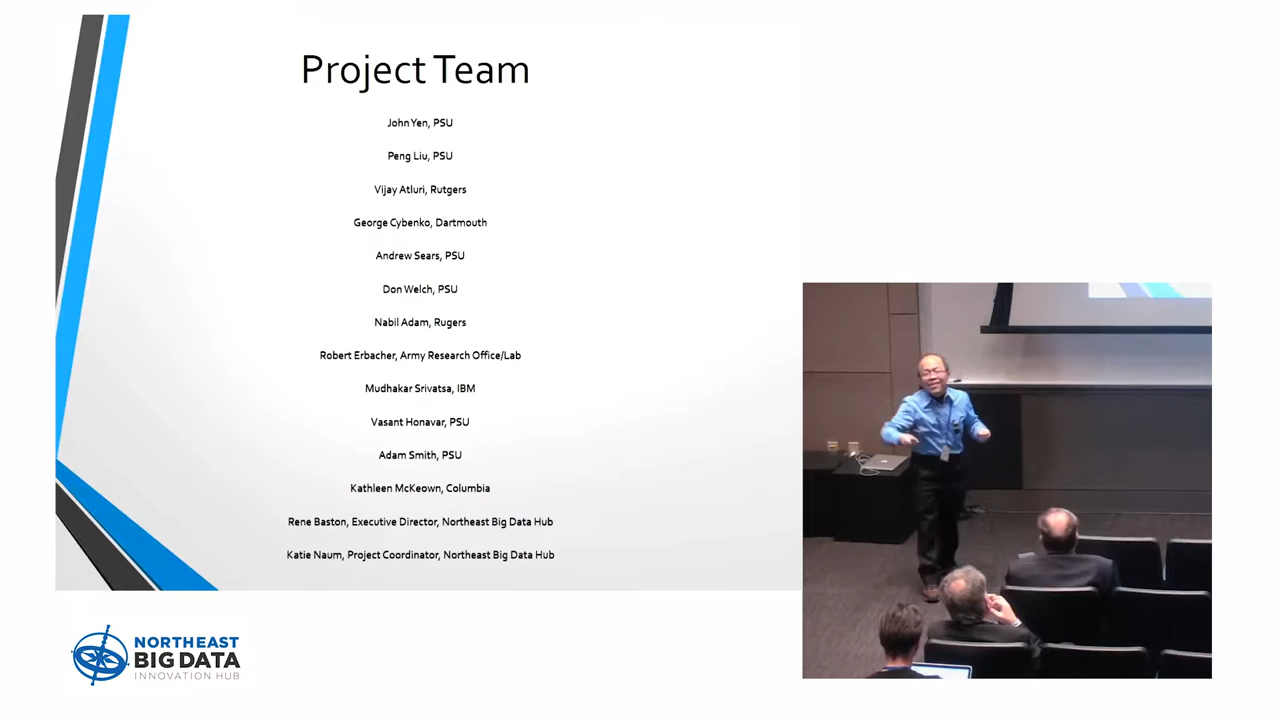 Project Team
John Yen, PSU
Peng Liu, PSU
Vijay Atluri, Rutgers
George Cybenko, Dartmouth
Andrew Sears, PSU
Don Welch, PSU
Nabil Adam, Rugers
Robert Erbacher, Army Research Office/Lab
Mudhakar Srivatsa, IBM
Vasant Honavar, PSU
Adam Smith, PSU
Kathleen McKeown, Columbia
Rene Baston, Executive Director, Northeast Big Data Hub
Katie Naum, Project Coordinator, Northeast Big Data Hub
NORTHEAST
BIG DATA
INNOVATION HUB